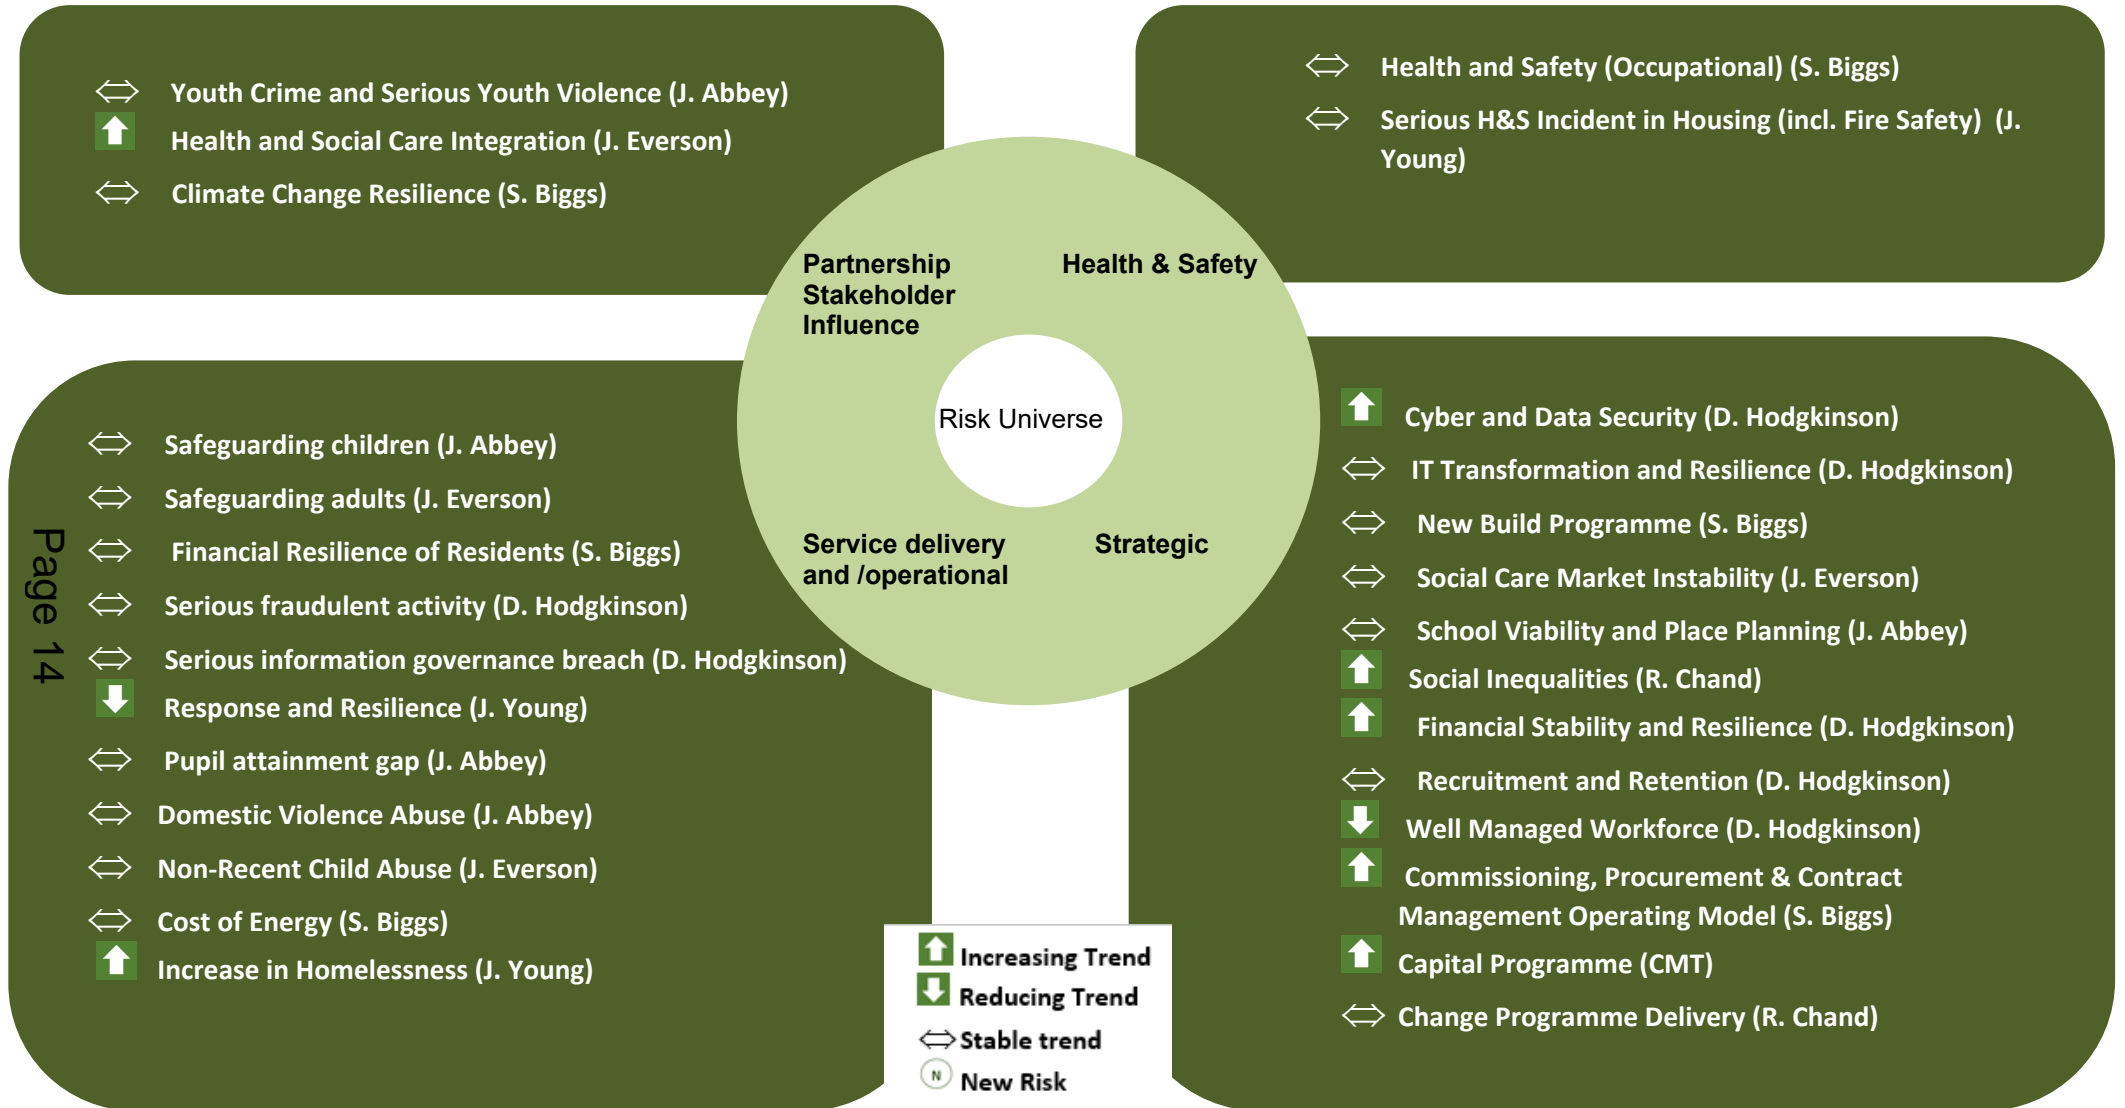 Youth Crime and Serious Youth Violence (J. Abbey)
Health and Social Care Integration (J. Everson)
Climate Change Resilience (S. Biggs)
Health and Safety (Occupational) (S. Biggs)
Serious H&S Incident in Housing (incl. Fire Safety) (J.
Young)
Partnership
Stakeholder
Influence
Health & Safety
Risk Universe
Service delivery
and /operational
Strategic
Safeguarding children (J. Abbey)
Safeguarding adults (J. Everson)
Financial Resilience of Residents (S. Biggs)
Serious fraudulent activity (D. Hodgkinson)
Serious information governance breach (D. Hodgkinson)
Response and Resilience (J. Young)
Pupil attainment gap (J. Abbey)
Domestic Violence Abuse (J. Abbey)
Non-Recent Child Abuse (J. Everson)
Cost of Energy (S. Biggs)
Increase in Homelessness (J. Young)
Page 14
Cyber and Data Security (D. Hodgkinson)
IT Transformation and Resilience (D. Hodgkinson)
New Build Programme (S. Biggs)
Social Care Market Instability (J. Everson)
School Viability and Place Planning (J. Abbey)
Social Inequalities (R. Chand)
Financial Stability and Resilience (D. Hodgkinson)
Recruitment and Retention (D. Hodgkinson)
Well Managed Workforce (D. Hodgkinson)
Commissioning, Procurement & Contract
Management Operating Model (S. Biggs)
Capital Programme (CMT)
Change Programme Delivery (R. Chand)
Increasing Trend
Reducing Trend
Stable trend
N New Risk